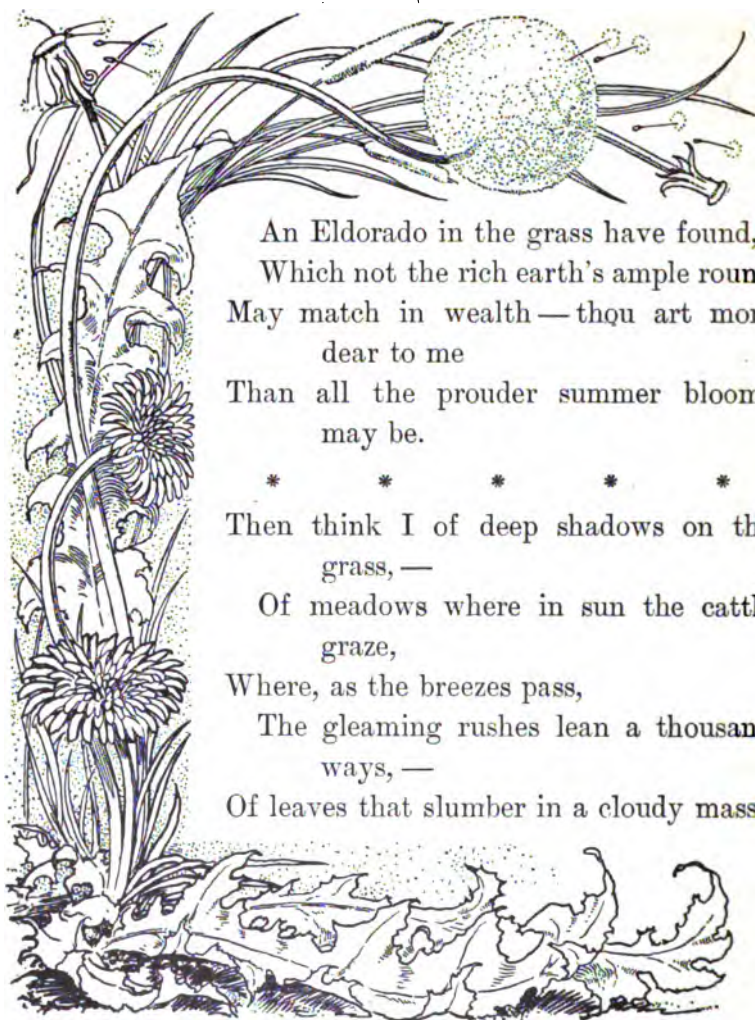 An Eldorado in the grass have found,
Which not the rich earth's ample roun
May match in wealth — thou art mor
dear to me
Than all the prouder summer bloom
may be.
* * * * *
Then think I of deep shadows on th
grass, —
Of meadows where in sun the cattl
graze,
Where, as the breezes pass,
The gleaming rushes lean a thousan
ways, —
Of leaves that slumber in a cloudy mass